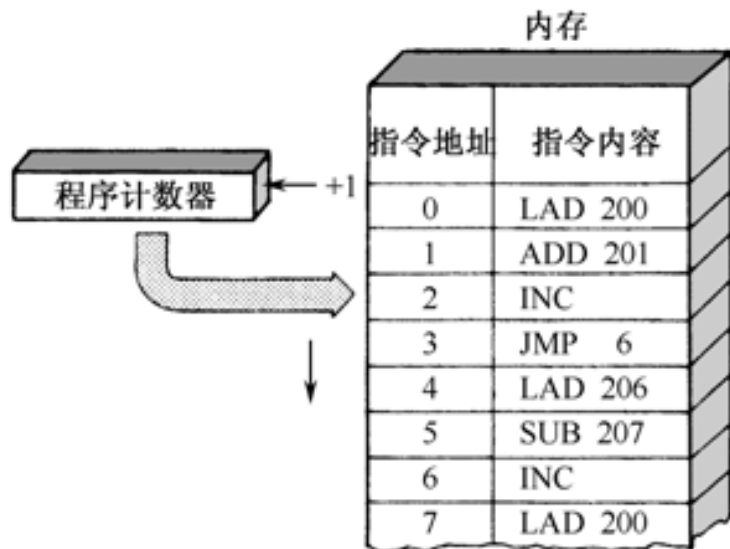 内存
指令地址 指令内容
程序计数器 +1
0 LAD 200
1 ADD 201
2 INC
3 JMP 6
4 LAD 206
5 SUB 207
6 INC
7 LAD 200